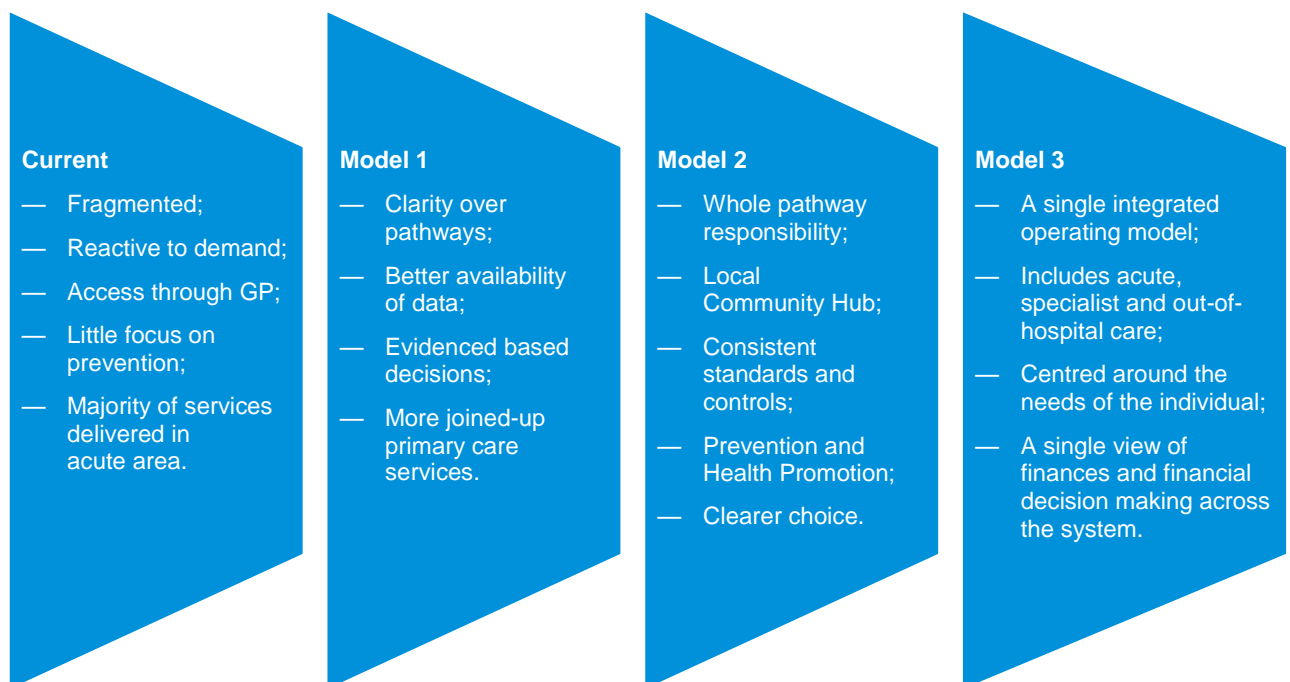 Current
— Fragmented;
— Reactive to demand;
— Access through GP;
— Little focus on
prevention;
— Majority of services
delivered in
acute area.
Model 1
— Clarity over
pathways;
— Better availability
of data;
— Evidenced based
decisions;
— More joined-up
primary care
services.
Model 2
— Whole pathway
responsibility;
— Local
Community Hub;
— Consistent
standards and
controls;
— Prevention and
Health Promotion;
— Clearer choice.
Model 3
— A single integrated
operating model;
— Includes acute,
specialist and out-of-
hospital care;
— Centred around the
needs of the individual;
— A single view of
finances and financial
decision making across
the system.